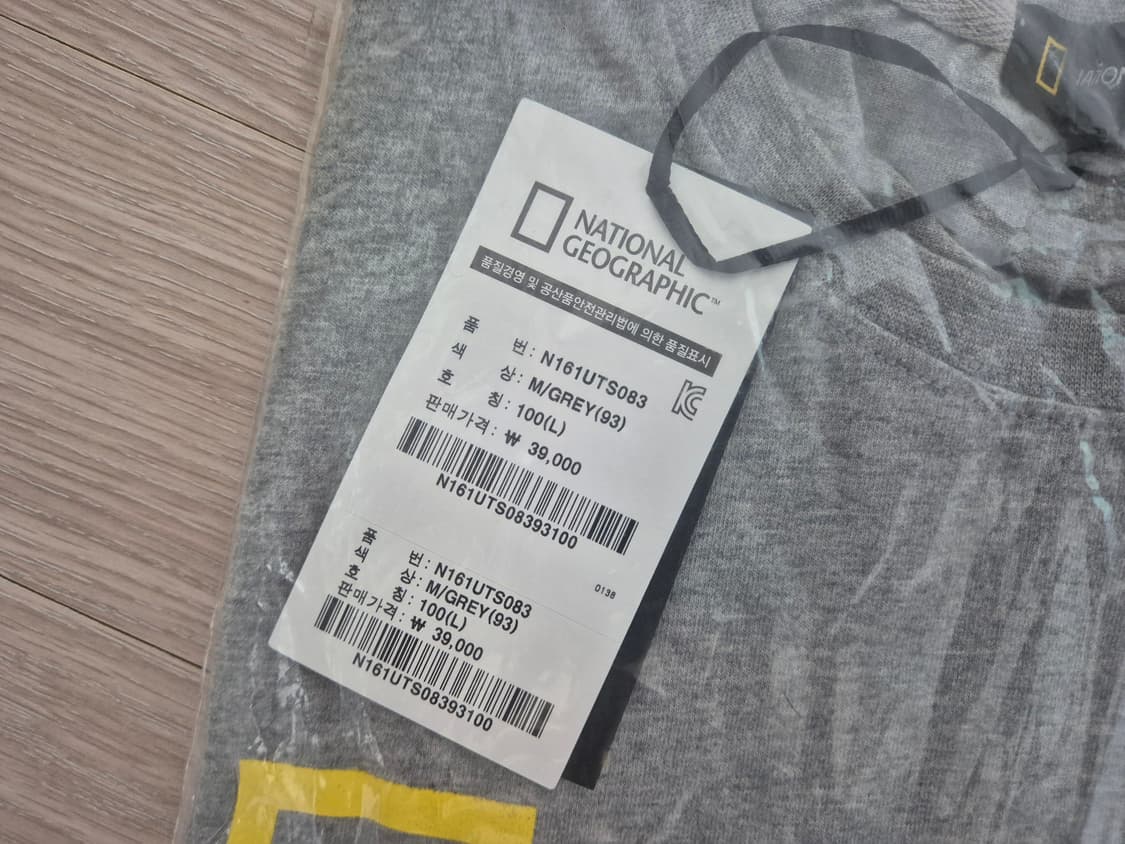 NATIONAL
GEOGRAPHIC™
품질경영 및 공산품안전관리법에 의한 품질표시
품 번 : N161UTS083
색 상 : M/GREY(93)
호 칭 : 100(L)
판매가격 : ₩ 39,000
N161UTS08393100
0138
품 번 : N161UTS083
색 상 : M/GREY(93)
호 칭 : 100(L)
판매가격 : ₩ 39,000
N161UTS08393100